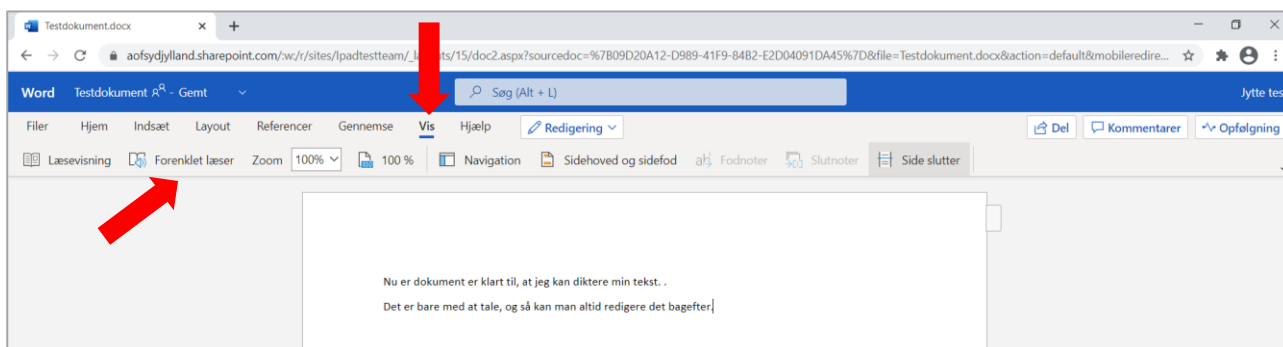 Testdokument.docx
aofsydjylland.sharepoint.com/:w:/r/sites/lpadtestteam/_la ts/15/doc2.aspx?sourcedoc=%7B09D20A12-D989-41F9-84B2-E2D04091DA45%7D&file=Testdokument.docx&action=default&mobileredire...
Word Testdokument - Gemt Søg (Alt + L) Jytte tes
Filer Hjem Indsæt Layout Referencer Gennemse Vis Hjælp Redigering Del Kommentarer Opfølgning
Læsevisning Forenklet læser Zoom 100% 100 % Navigation Sidehoved og sidefod ab Fodnoter Slutnoter Side slutter
Nu er dokument er klart til, at jeg kan diktere min tekst. .
Det er bare med at tale, og så kan man altid redigere det bagefter.